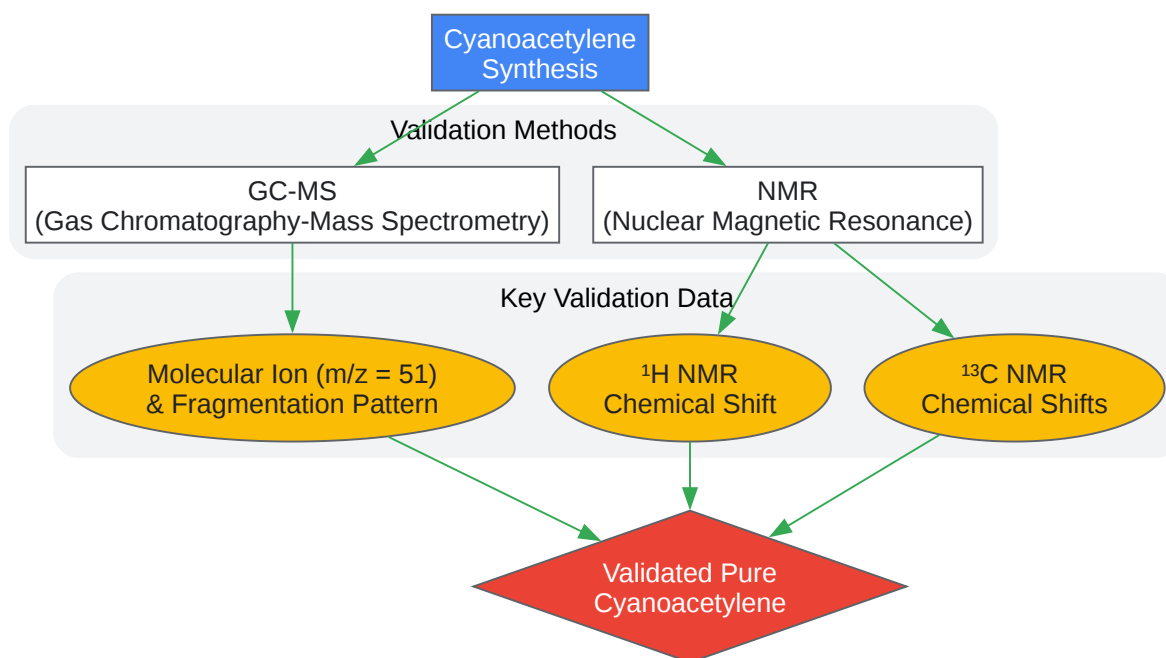 Cyanoacetylene
Synthesis
Validation Methods
GC-MS
(Gas Chromatography-Mass Spectrometry)
NMR
(Nuclear Magnetic Resonance)
Key Validation Data
Molecular Ion (m/z = 51)
& Fragmentation Pattern
¹H NMR
Chemical Shift
¹³C NMR
Chemical Shifts
Validated Pure
Cyanoacetylene